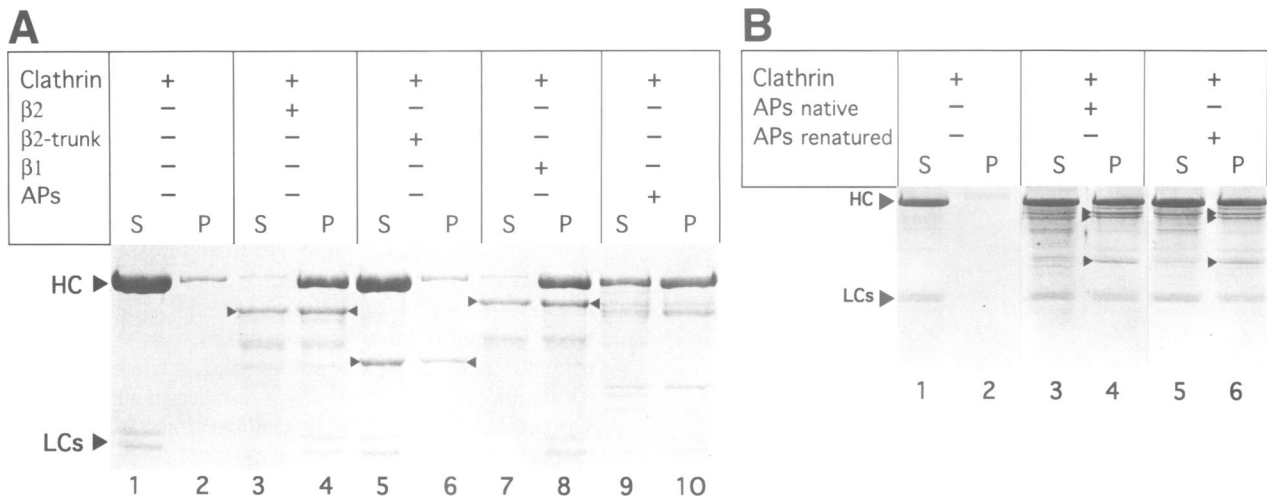 A
Clathrin + + + + +
β2 − + − − −
β2-trunk − − + − −
β1 − − − + −
APs − − − − +
S P S P S P S P S P
HC
LCs
1 2 3 4 5 6 7 8 9 10
B
Clathrin + + +
APs native − + −
APs renatured − − +
S P S P S P
HC
LCs
1 2 3 4 5 6